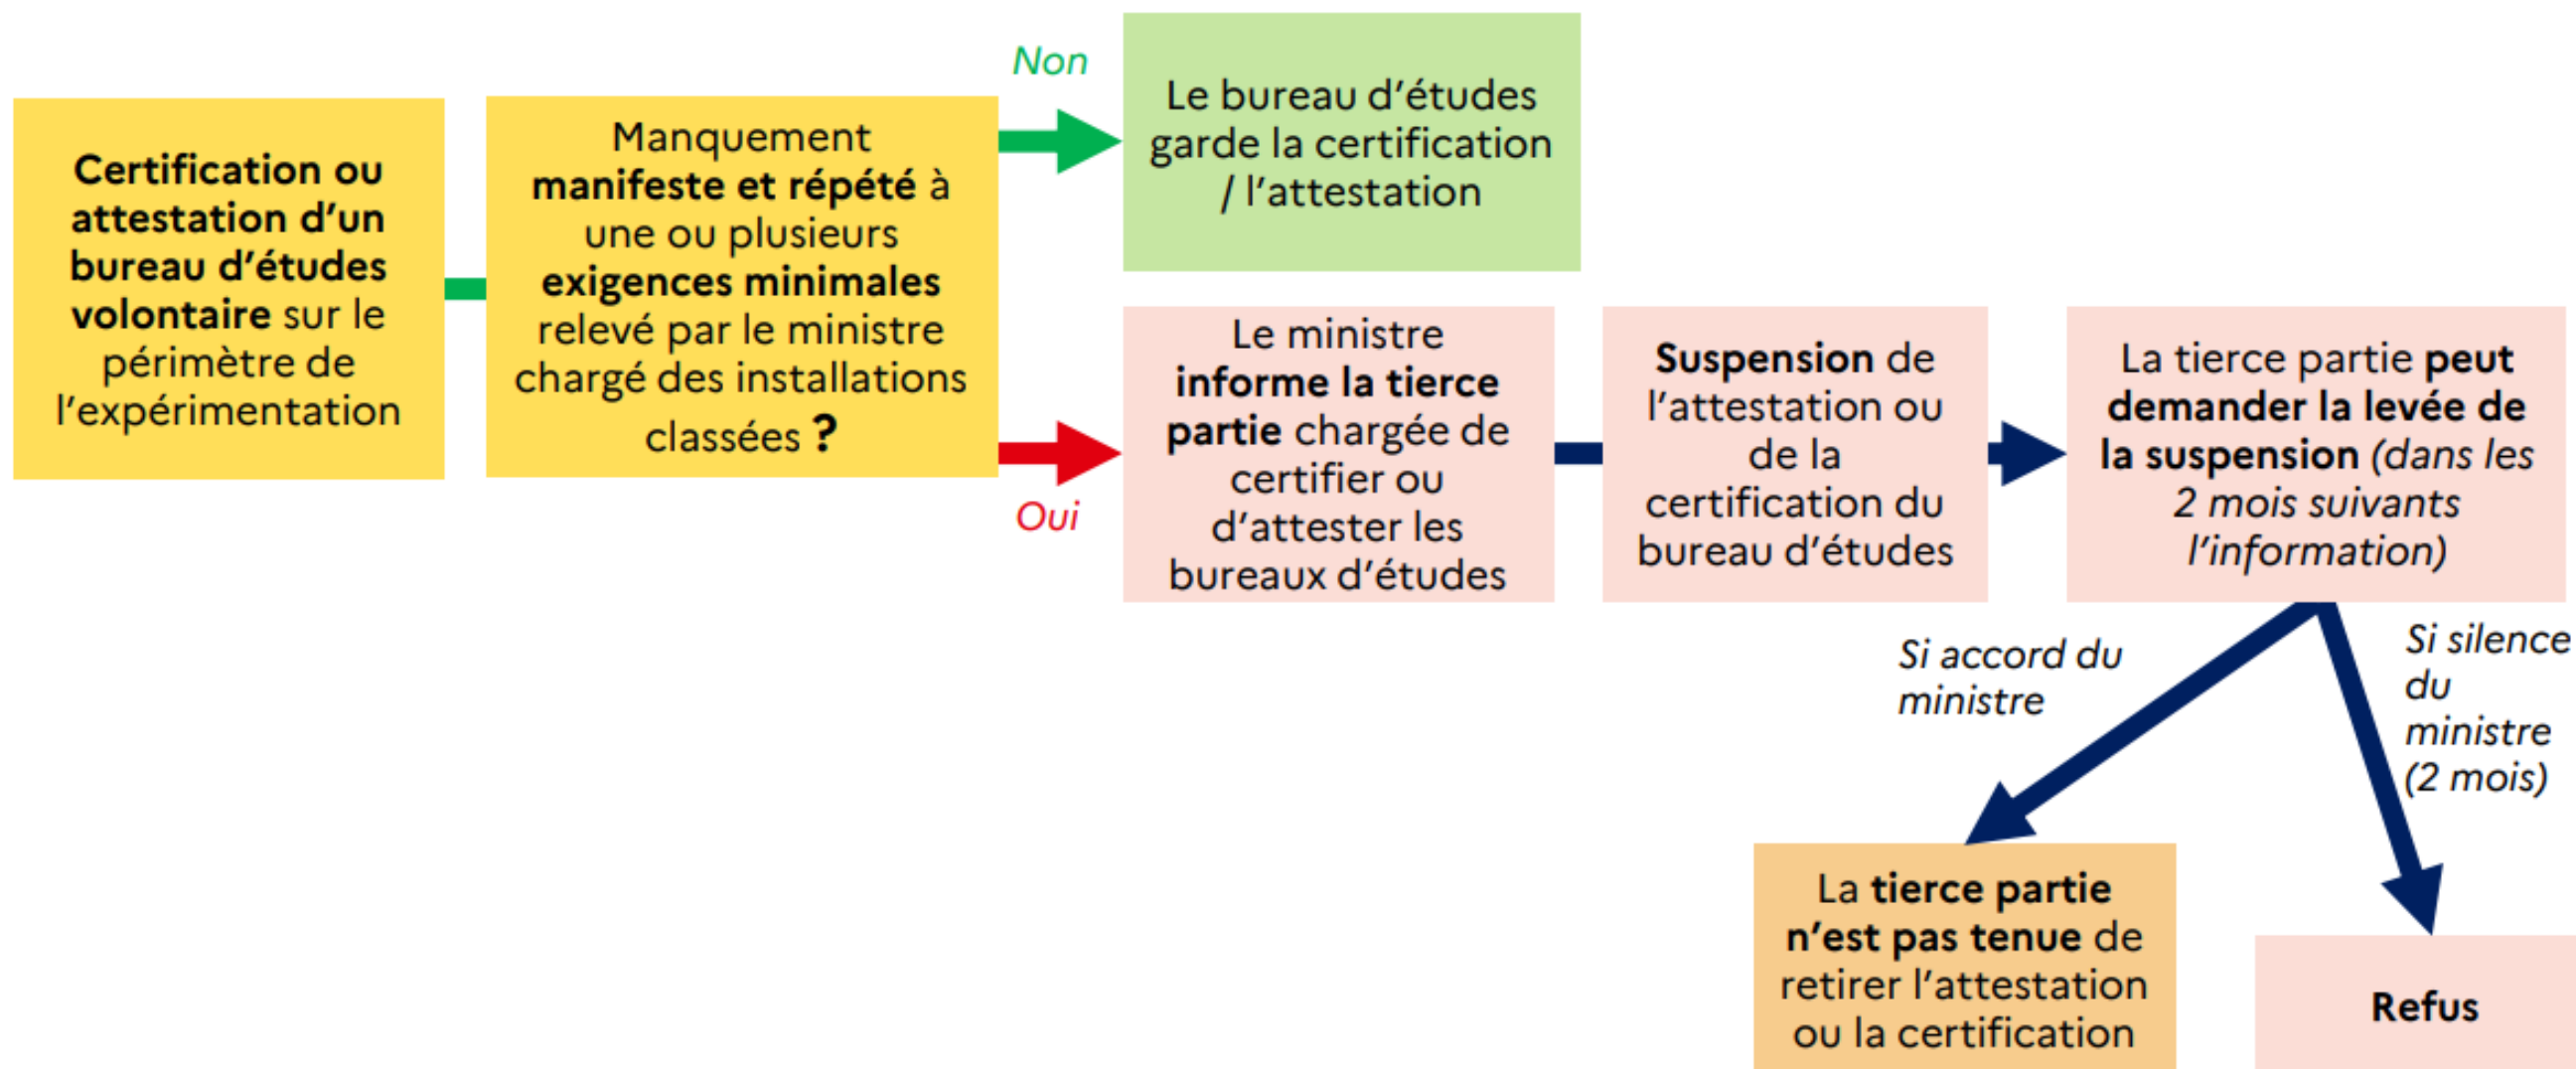 Certification ou
attestation d'un
bureau d'études
volontaire sur le
périmètre de
l'expérimentation
Manquement
manifeste et répété à
une ou plusieurs
exigences minimales
relevé par le ministre
chargé des installations
classées ?
Non
Le bureau d'études
garde la certification
/ l'attestation
Oui
Le ministre
informe la tierce
partie chargée de
certifier ou
d'attester les
bureaux d'études
Suspension de
l'attestation ou
de la
certification du
bureau d'études
La tierce partie peut
demander la levée de
la suspension (dans les
2 mois suivants
l'information)
Si accord du
ministre
Si silence
du
ministre
(2 mois)
La tierce partie
n'est pas tenue de
retirer l'attestation
ou la certification
Refus